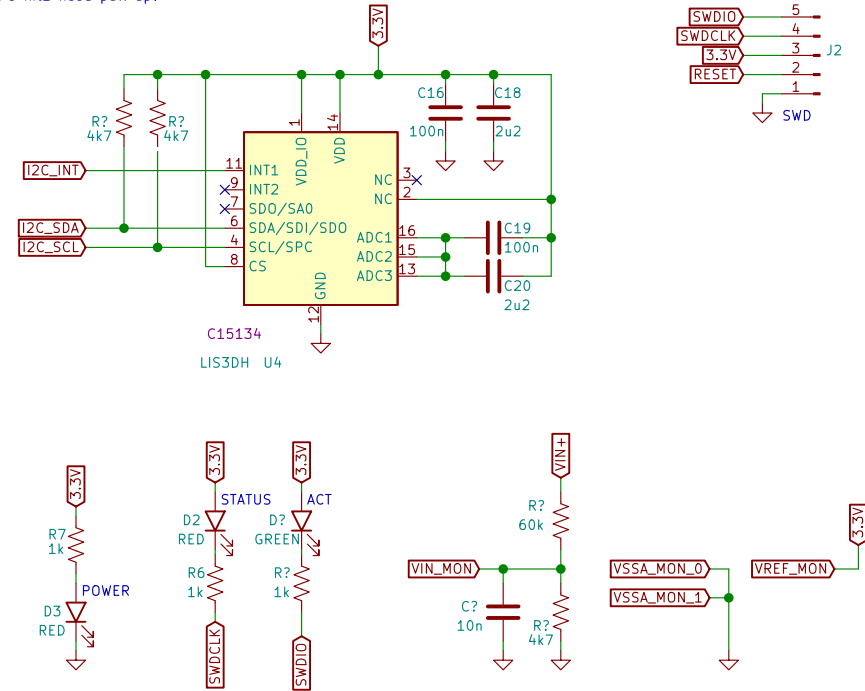 3.3V
C16
100n
C18
2u2
R?
4k7
R?
4k7
1
14
VDD_IO
VDD
I2C_INT
11
INT1
9
INT2
7
SDO/SA0
I2C_SDA
6
SDA/SDI/SDO
I2C_SCL
4
SCL/SPC
8
CS
3
NC
2
NC
16
ADC1
15
ADC2
13
ADC3
C19
100n
C20
2u2
GND
12
C15134
LIS3DH U4
SWDIO
5
SWDCLK
4
3.3V
3
J2
RESET
2
1
SWD
3.3V
R7
1k
POWER
D3
RED
3.3V
STATUS
D2
RED
R6
1k
SWDCLK
3.3V
ACT
D?
GREEN
R?
1k
SWDIO
VIN+
R?
60k
VIN_MON
C?
10n
R?
4k7
VSSA_MON_0
VSSA_MON_1
3.3V
VREF_MON